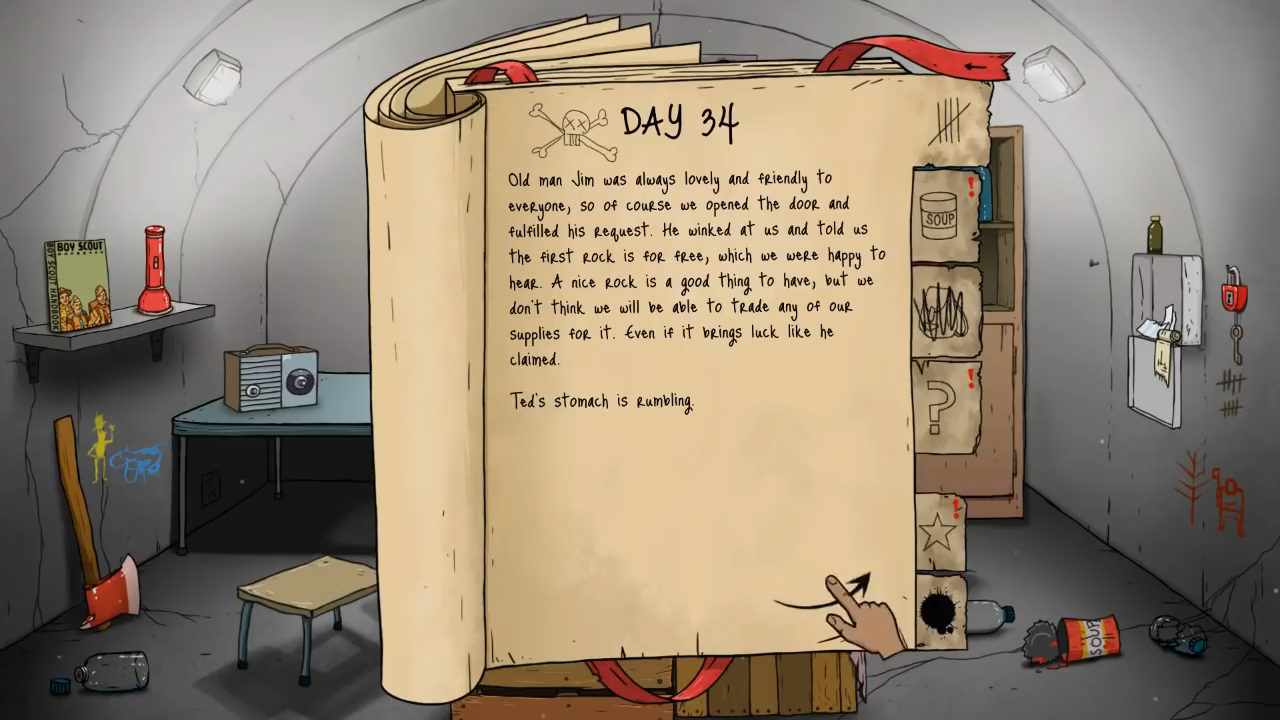 DAY 34
Old man Jim was always lovely and friendly to
everyone, so of course we opened the door and
fulfilled his request. He winked at us and told us
the first rock is for free, which we were happy to
hear. A nice rock is a good thing to have, but we
don't think we will be able to trade any of our
supplies for it. Even if it brings luck like he
claimed.
Ted's stomach is rumbling.
SOUP
!
?
!
!
BOY SCOUT
BOY SCOUT HANDBOOK
SOUP